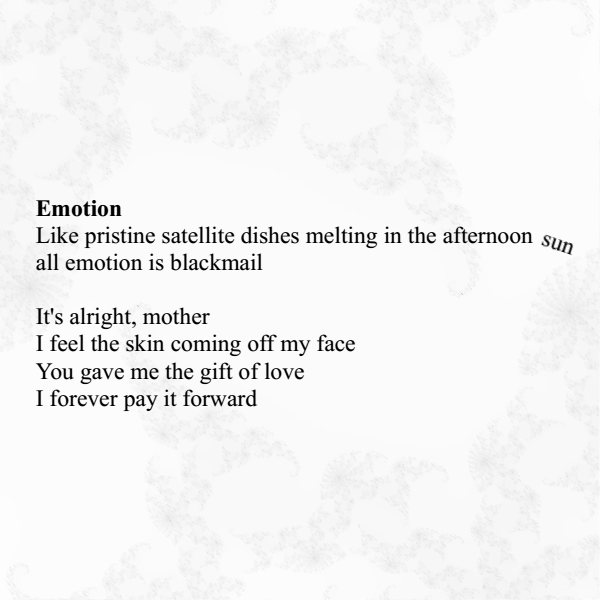 Emotion
Like pristine satellite dishes melting in the afternoon sun
all emotion is blackmail

It's alright, mother
I feel the skin coming off my face
You gave me the gift of love
I forever pay it forward